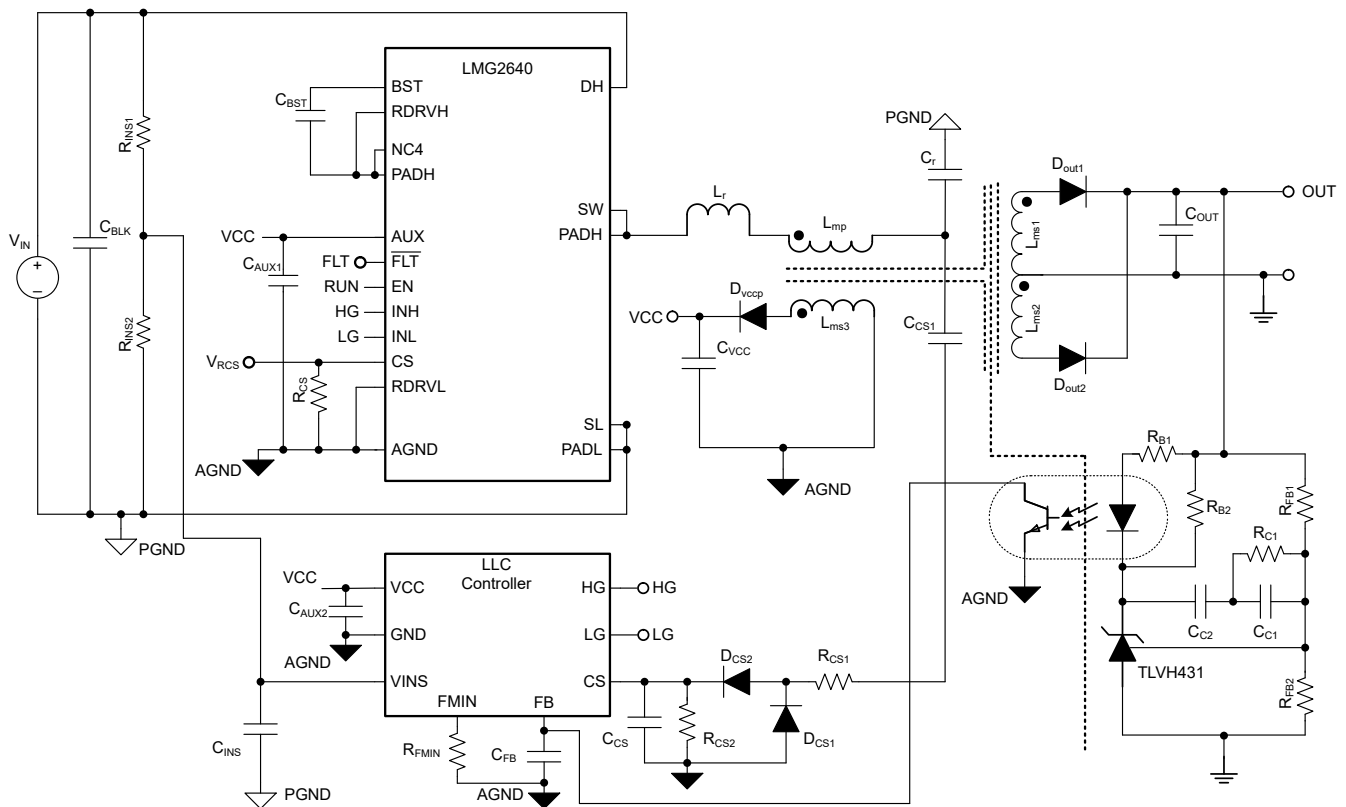 LMG2640
BST
RDRVH
NC4
PADH
AUX
FLT
EN
INH
INL
CS
RDRVL
AGND
DH
SW
PADH
SL
PADL
CBST
VCC
CAUX1
FLT
RUN
HG
LG
VRCS
RCS
AGND
VIN
+
−
CBLK
RINS1
RINS2
PGND
Lr
Lmp
PGND
Cr
CCS1
VCC
Dvccp
CVCC
Lms3
AGND
Dout1
Lms1
Lms2
Dout2
COUT
OUT
RB1
RB2
RFB1
RC1
CC2
CC1
TLVH431
RFB2
AGND
LLC
Controller
VCC
GND
VINS
FMIN
FB
HG
LG
CS
VCC
CAUX2
AGND
HG
LG
DCS2
RCS1
CCS
RCS2
DCS1
CINS
PGND
RFMIN
CFB
AGND